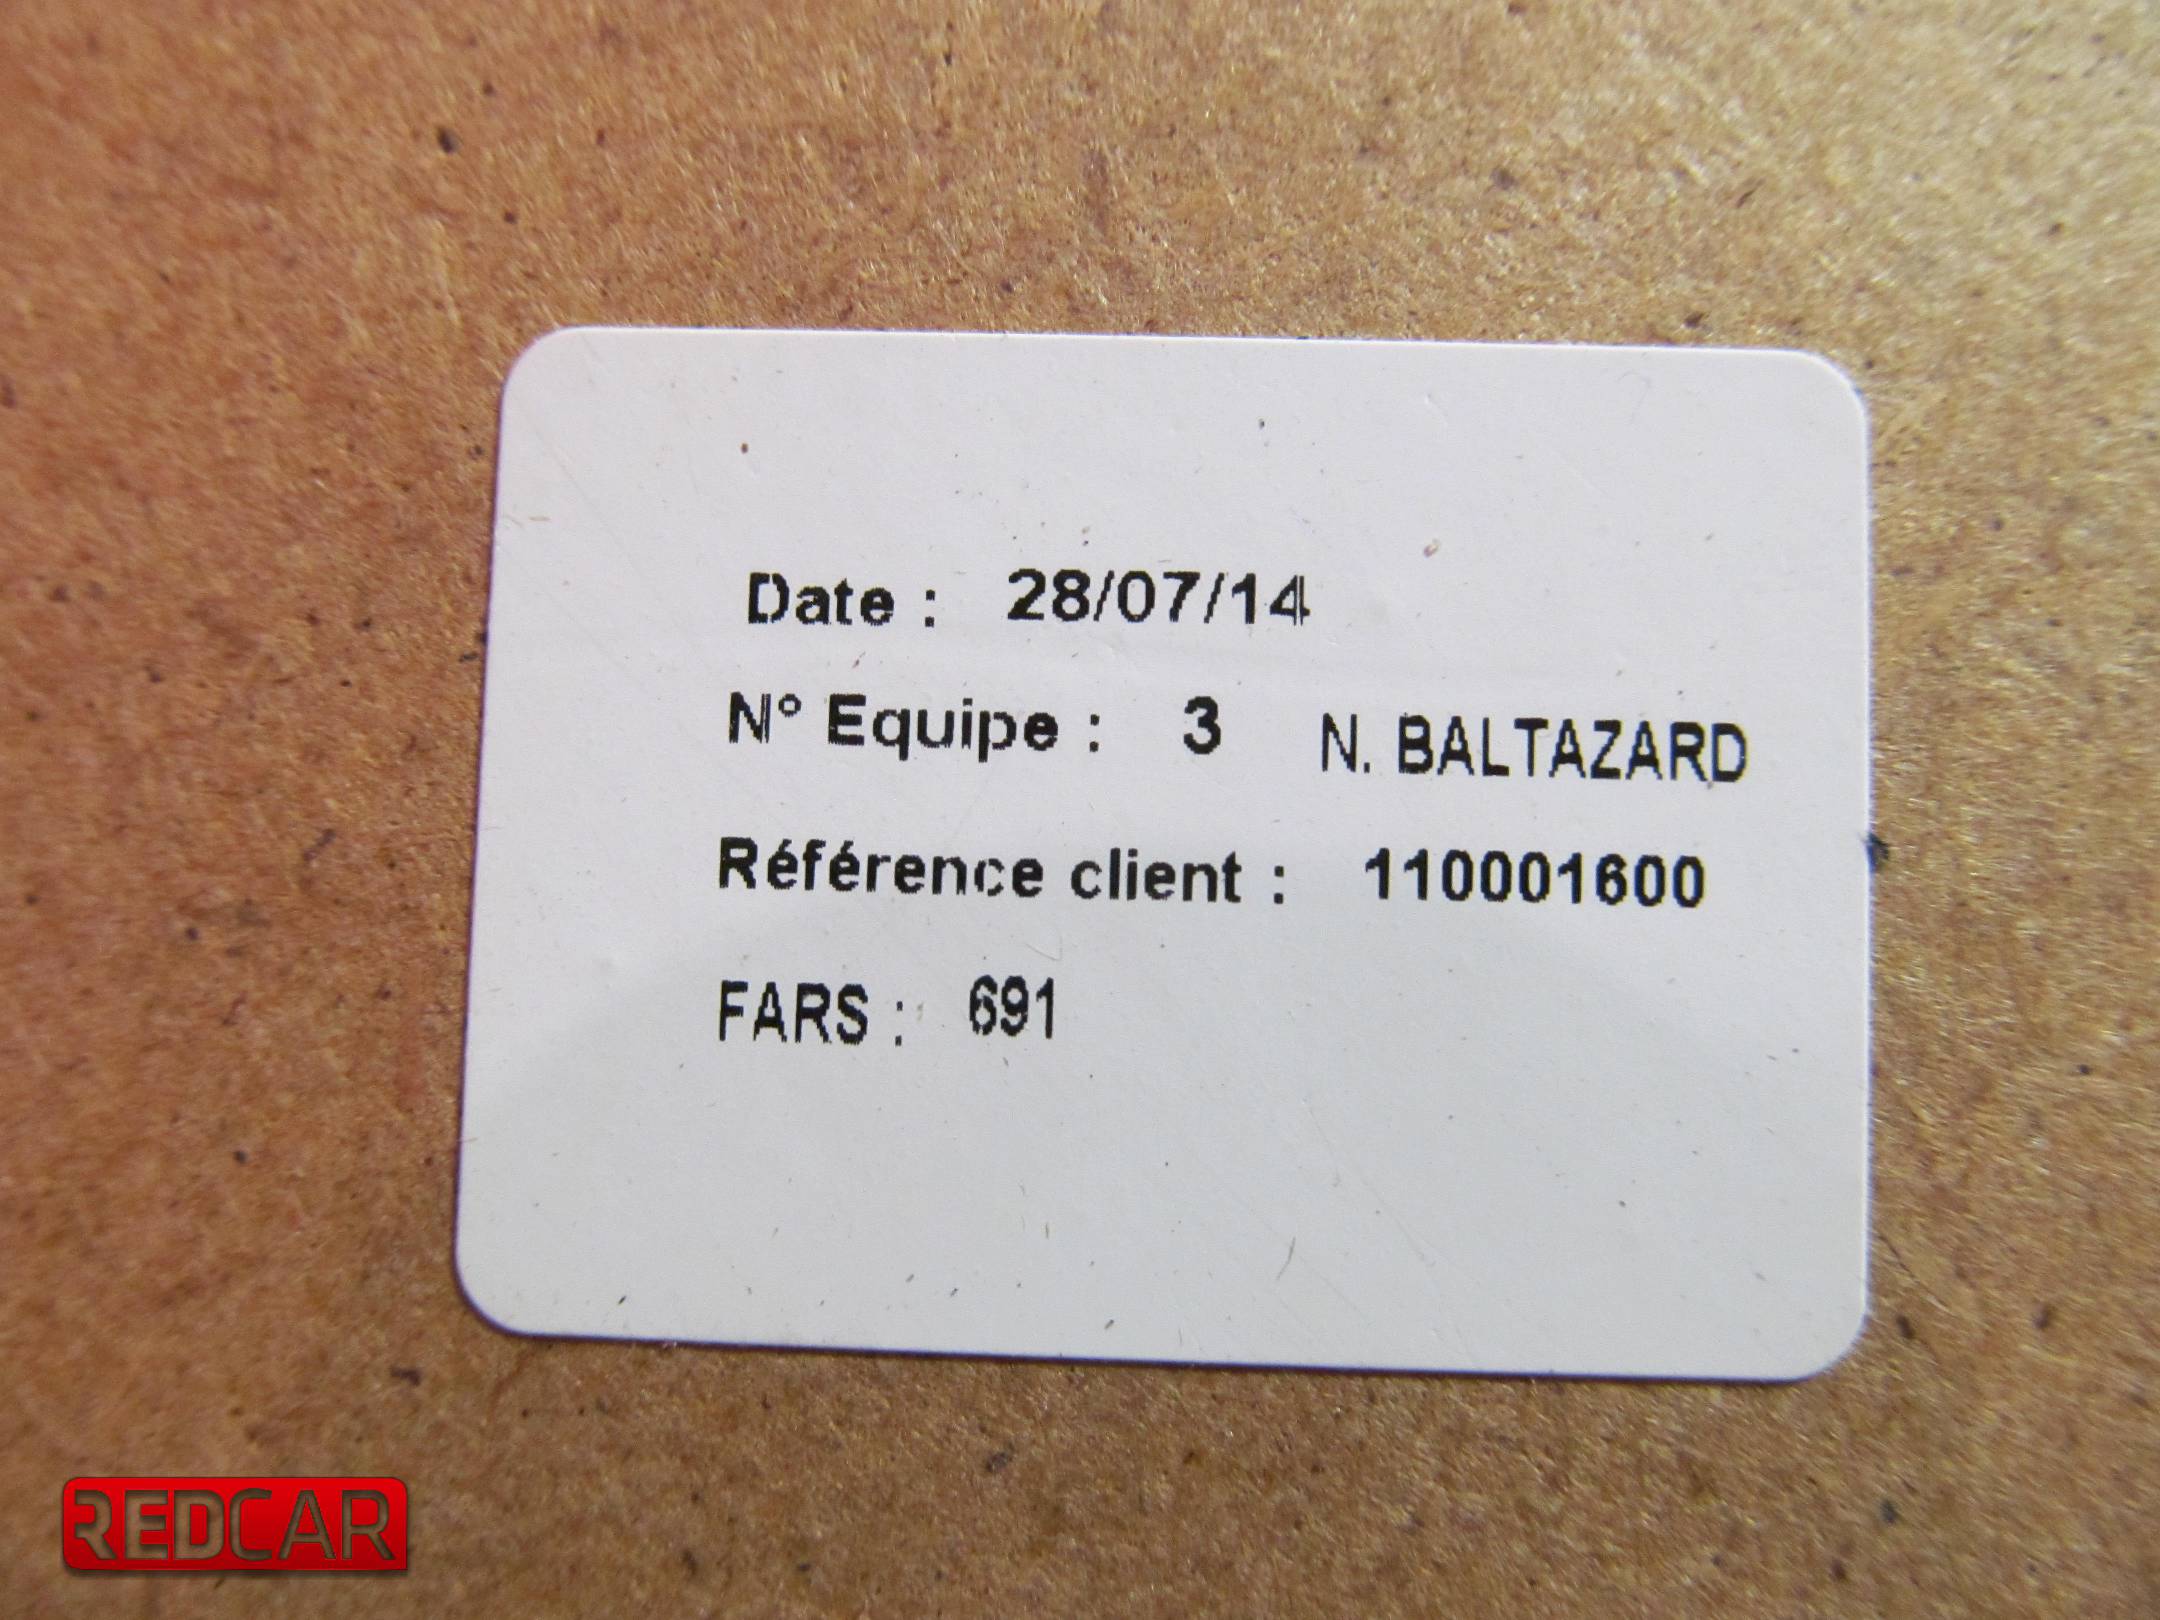 Date : 28/07/14
N° Equipe : 3 N. BALTAZARD
Référence client : 110001600
FARS : 691
REDCAR